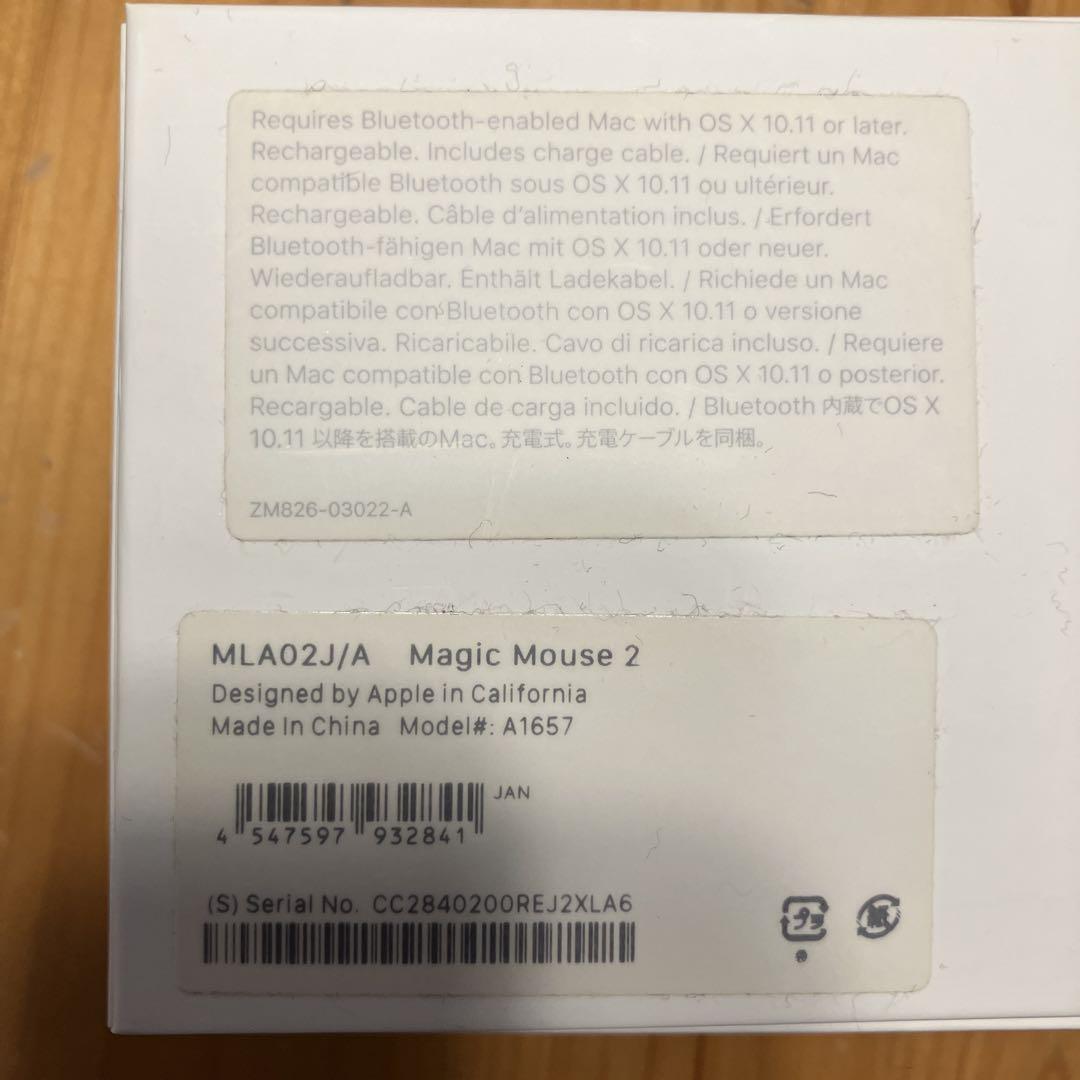 Requires Bluetooth-enabled Mac with OS X 10.11 or later.
Rechargeable. Includes charge cable. / Requiert un Mac
compatible Bluetooth sous OS X 10.11 ou ultérieur.
Rechargeable. Câble d'alimentation inclus. / Erfordert
Bluetooth-fähigen Mac mit OS X 10.11 oder neuer.
Wiederaufladbar. Enthält Ladekabel. / Richiede un Mac
compatibile con Bluetooth con OS X 10.11 o versione
successiva. Ricaricabile. Cavo di ricarica incluso. / Requiere
un Mac compatible con Bluetooth con OS X 10.11 o posterior.
Recargable. Cable de carga incluido. / Bluetooth 内蔵でOS X
10.11 以降を搭載のMac。充電式。充電ケーブルを同梱。
ZM826-03022-A
MLA02J/A Magic Mouse 2
Designed by Apple in California
Made In China Model#: A1657
JAN
4 547597 932841
(S) Serial No. CC2840200REJ2XLA6
プラ 紙